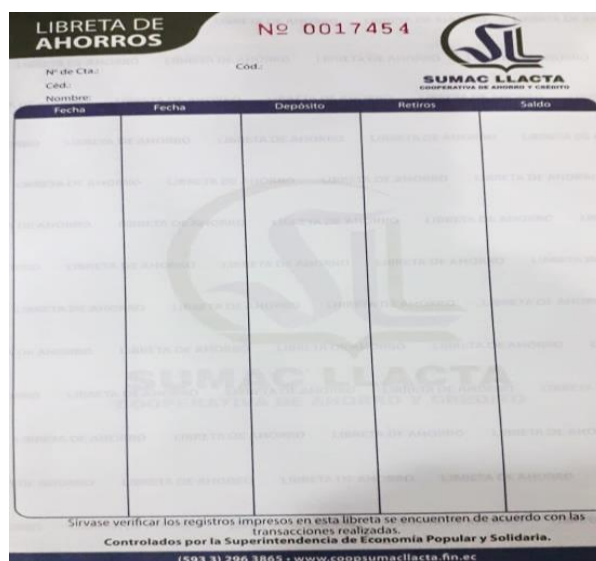 LIBRETA DE
AHORROS
Nº 0017454
SL
SUMAC LLACTA
COOPERATIVA DE AHORRO Y CRÉDITO
Nº de Cta.:
Cód.:
Céd.:
Nombre:
Fecha Fecha Depósito Retiros Saldo
SL
SUMAC LLACTA
COOPERATIVA DE AHORRO Y CRÉDITO
Sírvase verificar los registros impresos en esta libreta se encuentren de acuerdo con las
transacciones realizadas.
Controlados por la Superintendencia de Economía Popular y Solidaria.
(593 3) 296 3865 - www.coopsumacllacta.fin.ec